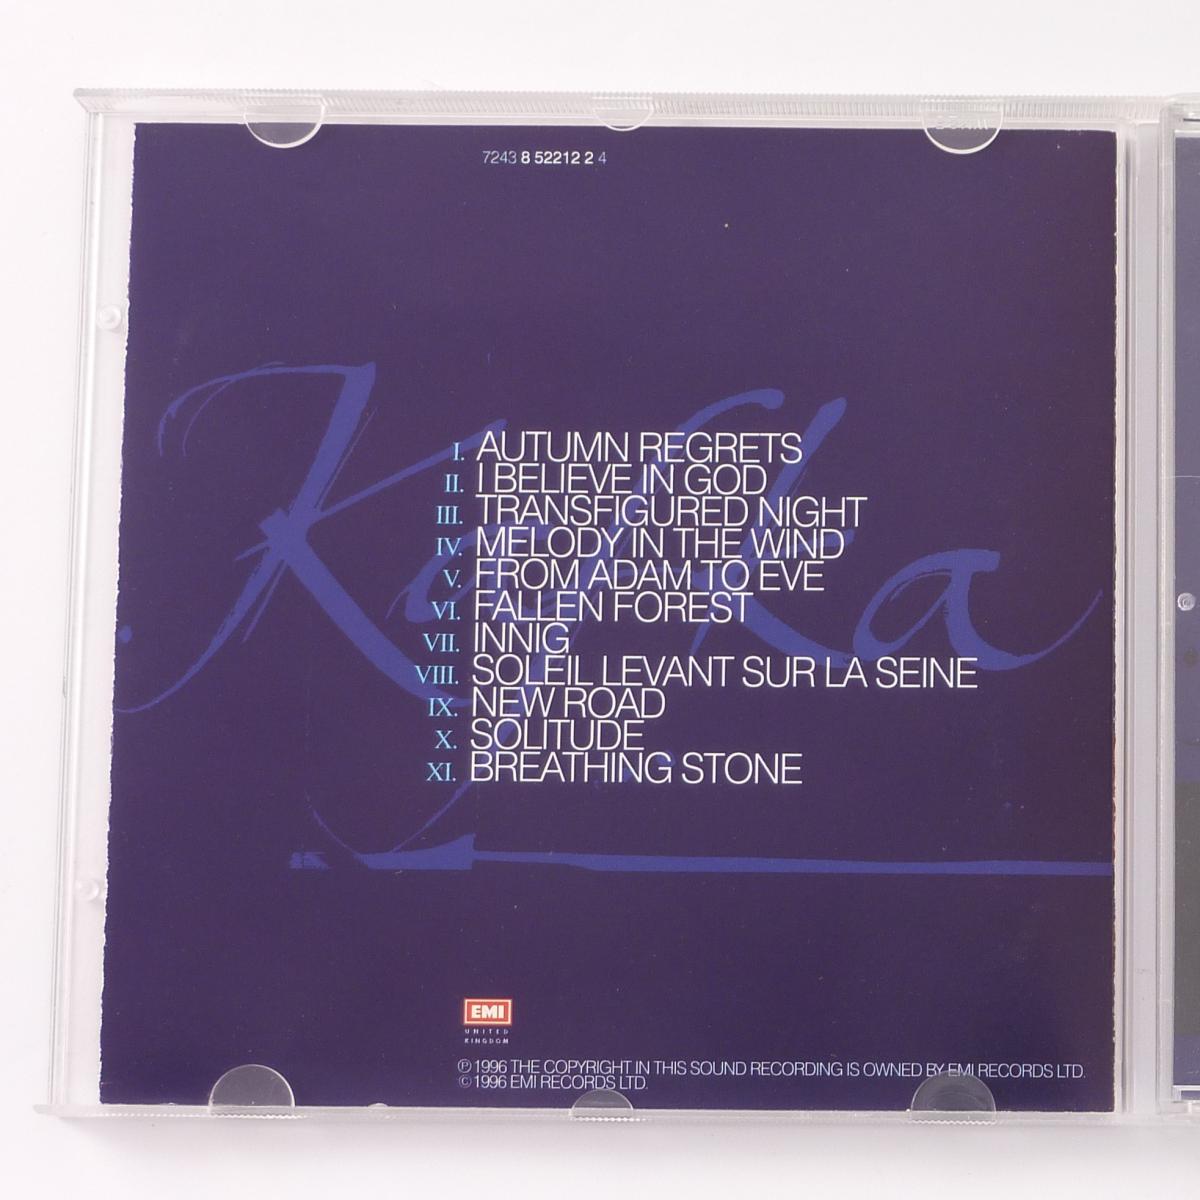 7243 8 52212 2 4
Kafka
I. AUTUMN REGRETS
II. I BELIEVE IN GOD
III. TRANSFIGURED NIGHT
IV. MELODY IN THE WIND
V. FROM ADAM TO EVE
VI. FALLEN FOREST
VII. INNIG
VIII. SOLEIL LEVANT SUR LA SEINE
IX. NEW ROAD
X. SOLITUDE
XI. BREATHING STONE
EMI
UNITED
KINGDOM
℗ 1996 THE COPYRIGHT IN THIS SOUND RECORDING IS OWNED BY EMI RECORDS LTD.
© 1996 EMI RECORDS LTD.